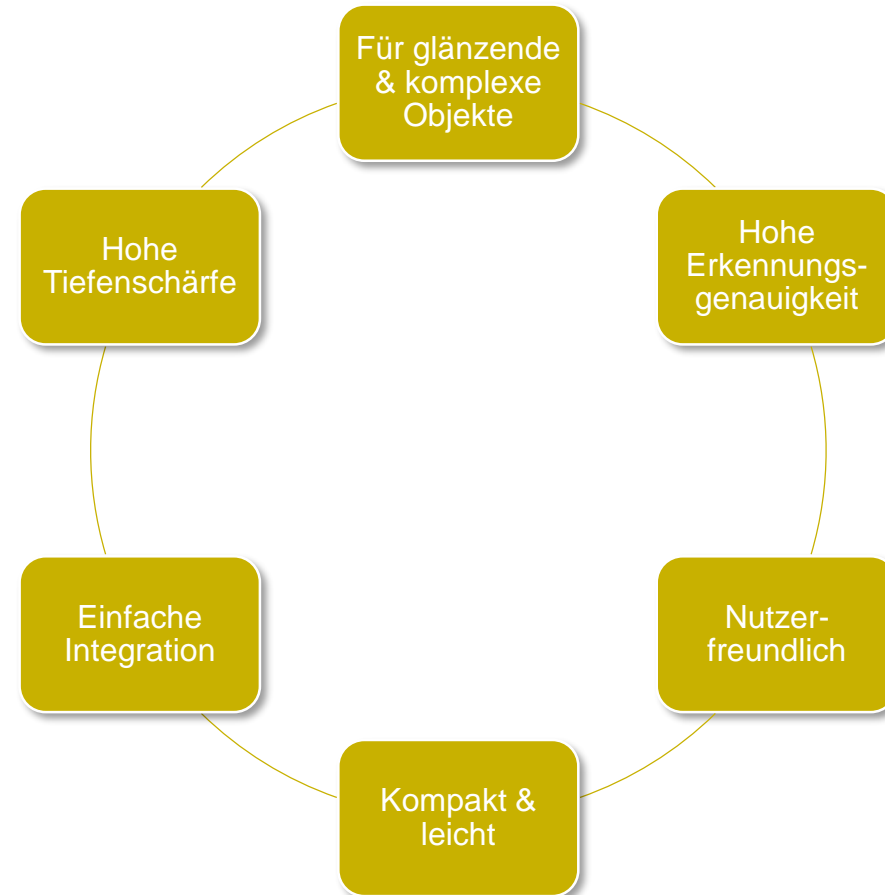 Für glänzende
& komplexe
Objekte
Hohe
Erkennungs-
genauigkeit
Nutzer-
freundlich
Kompakt &
leicht
Einfache
Integration
Hohe
Tiefenschärfe